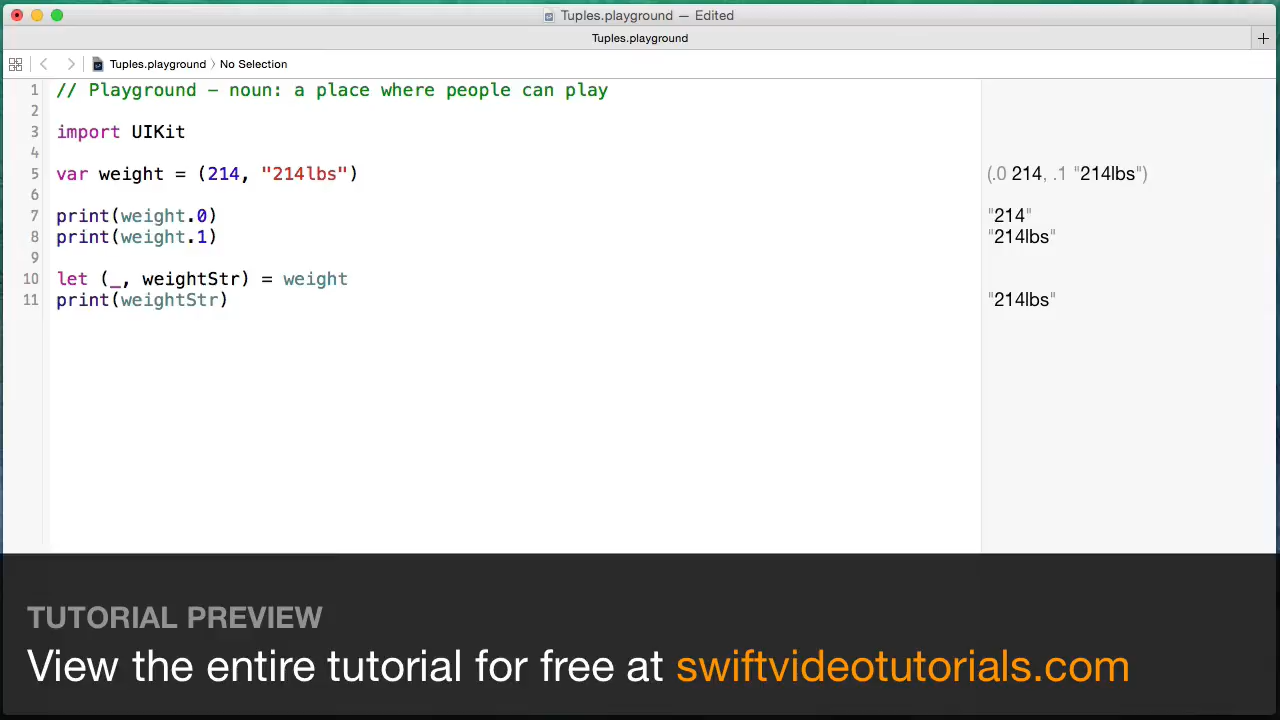 Tuples.playground — Edited
Tuples.playground
+
Tuples.playground 〉 No Selection
1 // Playground - noun: a place where people can play
2
3 import UIKit
4
5 var weight = (214, "214lbs") (.0 214, .1 "214lbs")
6
7 print(weight.0) "214"
8 print(weight.1) "214lbs"
9
10 let (_, weightStr) = weight
11 print(weightStr) "214lbs"
TUTORIAL PREVIEW
View the entire tutorial for free at swiftvideotutorials.com